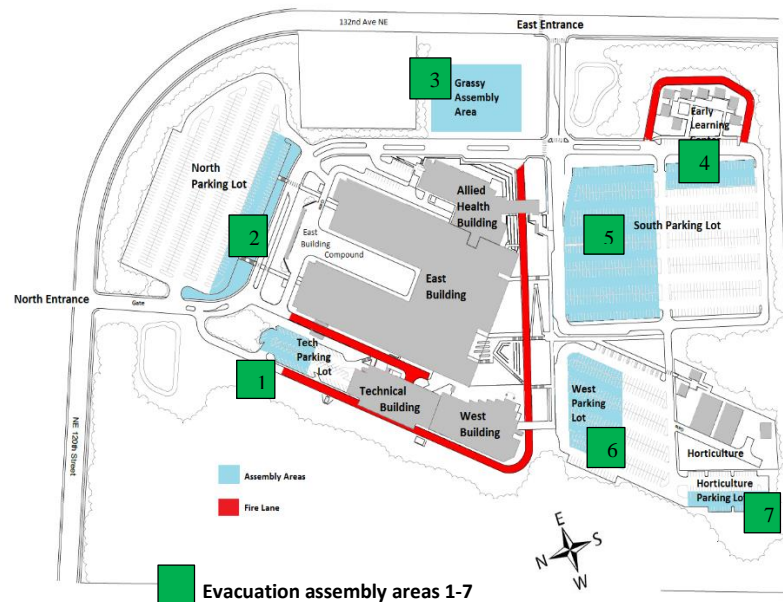 132nd Ave NE
East Entrance
3
Grassy
Assembly
Area
Early
Learning
Center
4
North
Parking Lot
Allied
Health
Building
2
East
Building
Compound
5
South Parking Lot
East
Building
North Entrance
Gate
Tech
Parking
Lot
1
Technical
Building
West
Building
West
Parking
Lot
6
Horticulture
Horticulture
Parking Lot
7
NE 120th Street
Assembly Areas
Fire Lane
E
N
S
W
Evacuation assembly areas 1-7